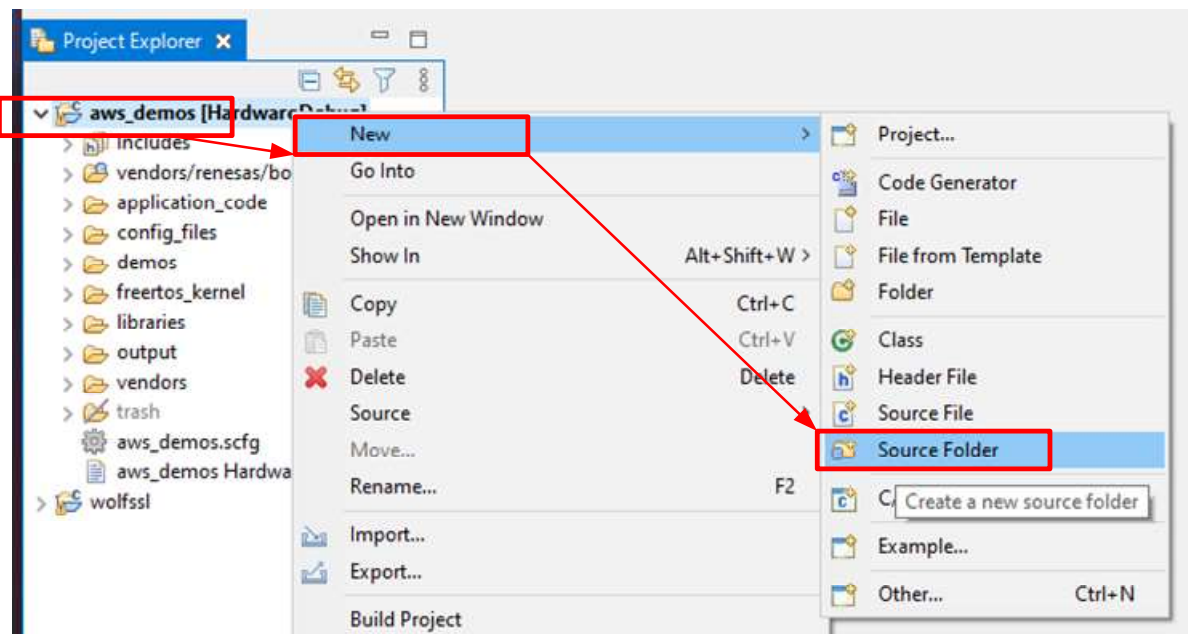 Project Explorer
aws_demos [HardwareDebug]
Includes
vendors/renesas/bo
application_code
config_files
demos
freertos_kernel
libraries
output
vendors
trash
aws_demos.scfg
aws_demos Hardwa
wolfssl
New
Go Into
Open in New Window
Show In Alt+Shift+W >
Copy Ctrl+C
Paste Ctrl+V
Delete Delete
Source
Move...
Rename... F2
Import...
Export...
Build Project
Project...
Code Generator
File
File from Template
Folder
Class
Header File
Source File
Source Folder
C/
Create a new source folder
Example...
Other... Ctrl+N